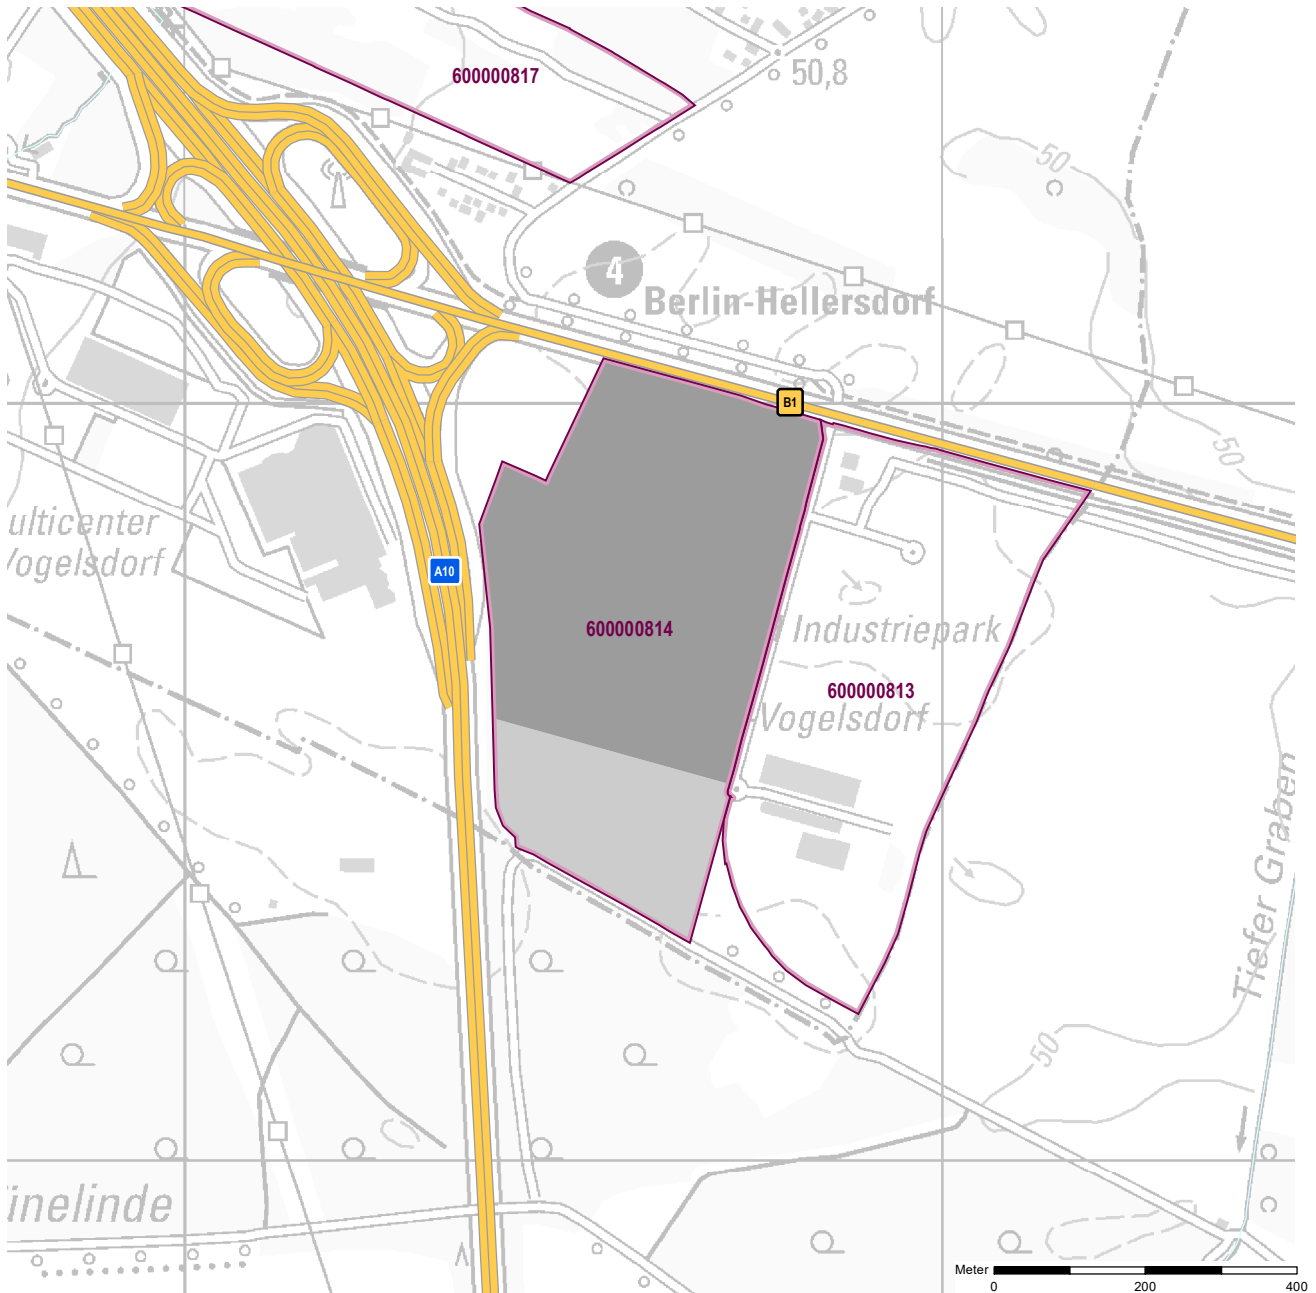 600000817
50,8
50
4
Berlin-Hellersdorf
B1
50
ulticenter
Vogelsdorf
A10
600000814
Industriepark
600000813
Vogelsdorf
Tiefer Graben
50
inelinde
Meter
0
200
400